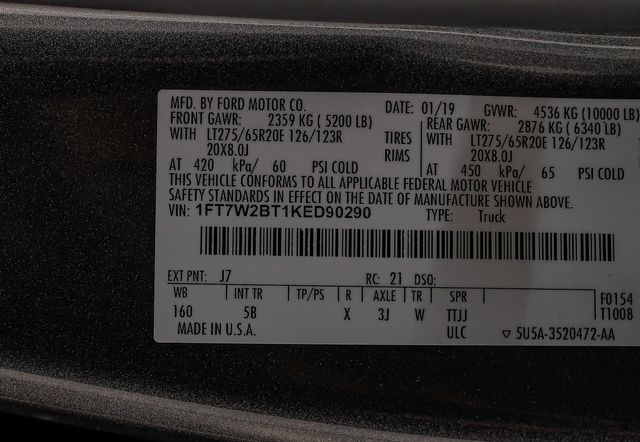 MFD. BY FORD MOTOR CO. DATE: 01/19 GVWR: 4536 KG (10000 LB)
FRONT GAWR: 2359 KG ( 5200 LB) REAR GAWR: 2876 KG ( 6340 LB)
WITH LT275/65R20E 126/123R TIRES WITH LT275/65R20E 126/123R
20X8.0J RIMS 20X8.0J
AT 420 kPa/ 60 PSI COLD AT 450 kPa/ 65 PSI COLD
THIS VEHICLE CONFORMS TO ALL APPLICABLE FEDERAL MOTOR VEHICLE
SAFETY STANDARDS IN EFFECT ON THE DATE OF MANUFACTURE SHOWN ABOVE.
VIN: 1FT7W2BT1KED90290 TYPE: Truck
EXT PNT: J7 RC: 21 DSO:
WB INT TR TP/PS R AXLE TR SPR F0154
160 5B X 3J W TTJJ T1008
MADE IN U.S.A. ULC ▽ 5U5A-3520472-AA